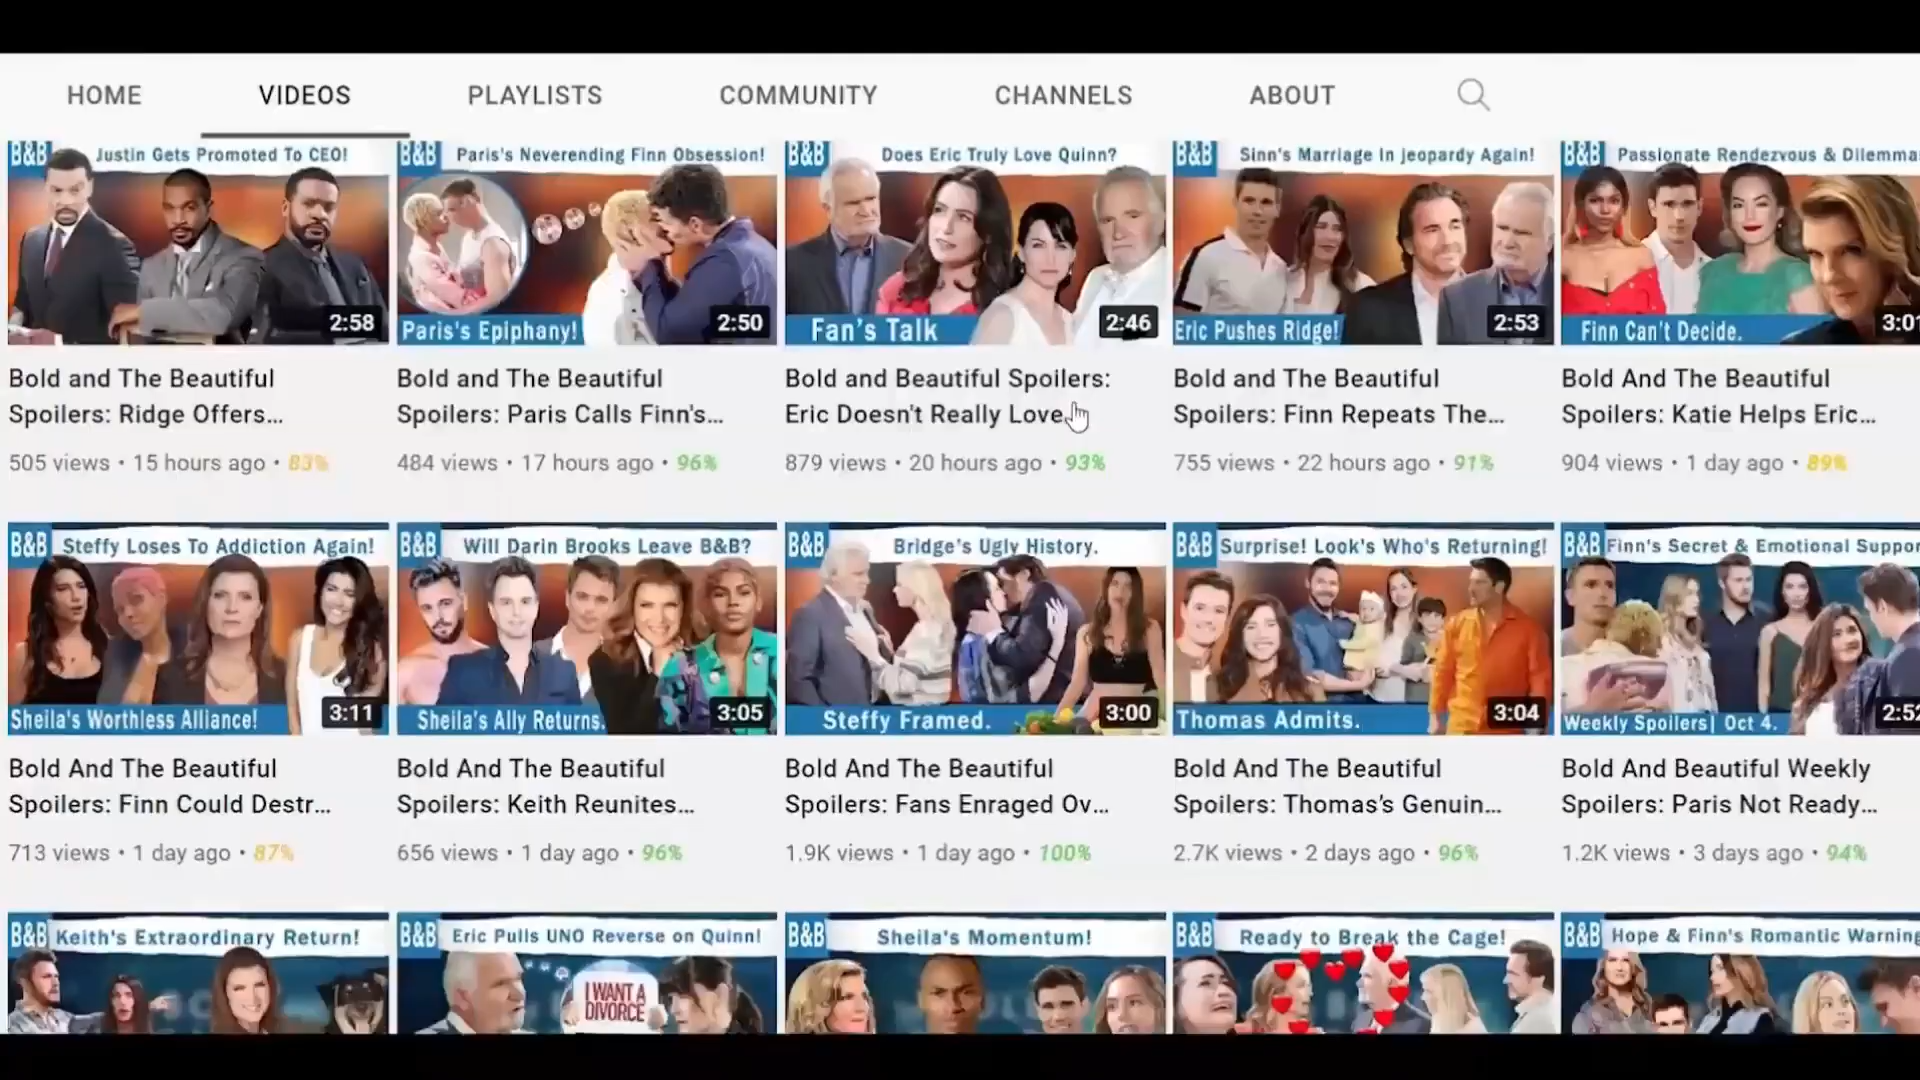 HOME VIDEOS PLAYLISTS COMMUNITY CHANNELS ABOUT
B&B Justin Gets Promoted To CEO!
2:58
B&B Paris's Neverending Finn Obsession!
Paris's Epiphany! 2:50
B&B Does Eric Truly Love Quinn?
Fan's Talk 2:46
B&B Sinn's Marriage In Jeopardy Again!
Eric Pushes Ridge! 2:53
B&B Passionate Rendezvous & Dilemma
Finn Can't Decide. 3:01
Bold and The Beautiful
Spoilers: Ridge Offers...
505 views • 15 hours ago • 83%
Bold and The Beautiful
Spoilers: Paris Calls Finn's...
484 views • 17 hours ago • 96%
Bold and Beautiful Spoilers:
Eric Doesn't Really Love
879 views • 20 hours ago • 93%
Bold and The Beautiful
Spoilers: Finn Repeats The...
755 views • 22 hours ago • 91%
Bold And The Beautiful
Spoilers: Katie Helps Eric...
904 views • 1 day ago • 89%
B&B Steffy Loses To Addiction Again!
Sheila's Worthless Alliance! 3:11
B&B Will Darin Brooks Leave B&B?
Sheila's Ally Returns. 3:05
B&B Bridge's Ugly History.
Steffy Framed. 3:00
B&B Surprise! Look's Who's Returning!
Thomas Admits. 3:04
B&B Finn's Secret & Emotional Suppor
Weekly Spoilers| Oct 4. 2:52
Bold And The Beautiful
Spoilers: Finn Could Destr...
713 views • 1 day ago • 87%
Bold And The Beautiful
Spoilers: Keith Reunites...
656 views • 1 day ago • 96%
Bold And The Beautiful
Spoilers: Fans Enraged Ov...
1.9K views • 1 day ago • 100%
Bold And The Beautiful
Spoilers: Thomas's Genuin...
2.7K views • 2 days ago • 96%
Bold And Beautiful Weekly
Spoilers: Paris Not Ready...
1.2K views • 3 days ago • 94%
B&B Keith's Extraordinary Return!
B&B Eric Pulls UNO Reverse on Quinn!
I WANT A
DIVORCE
B&B Sheila's Momentum!
B&B Ready to Break the Cage!
B&B Hope & Finn's Romantic Warning